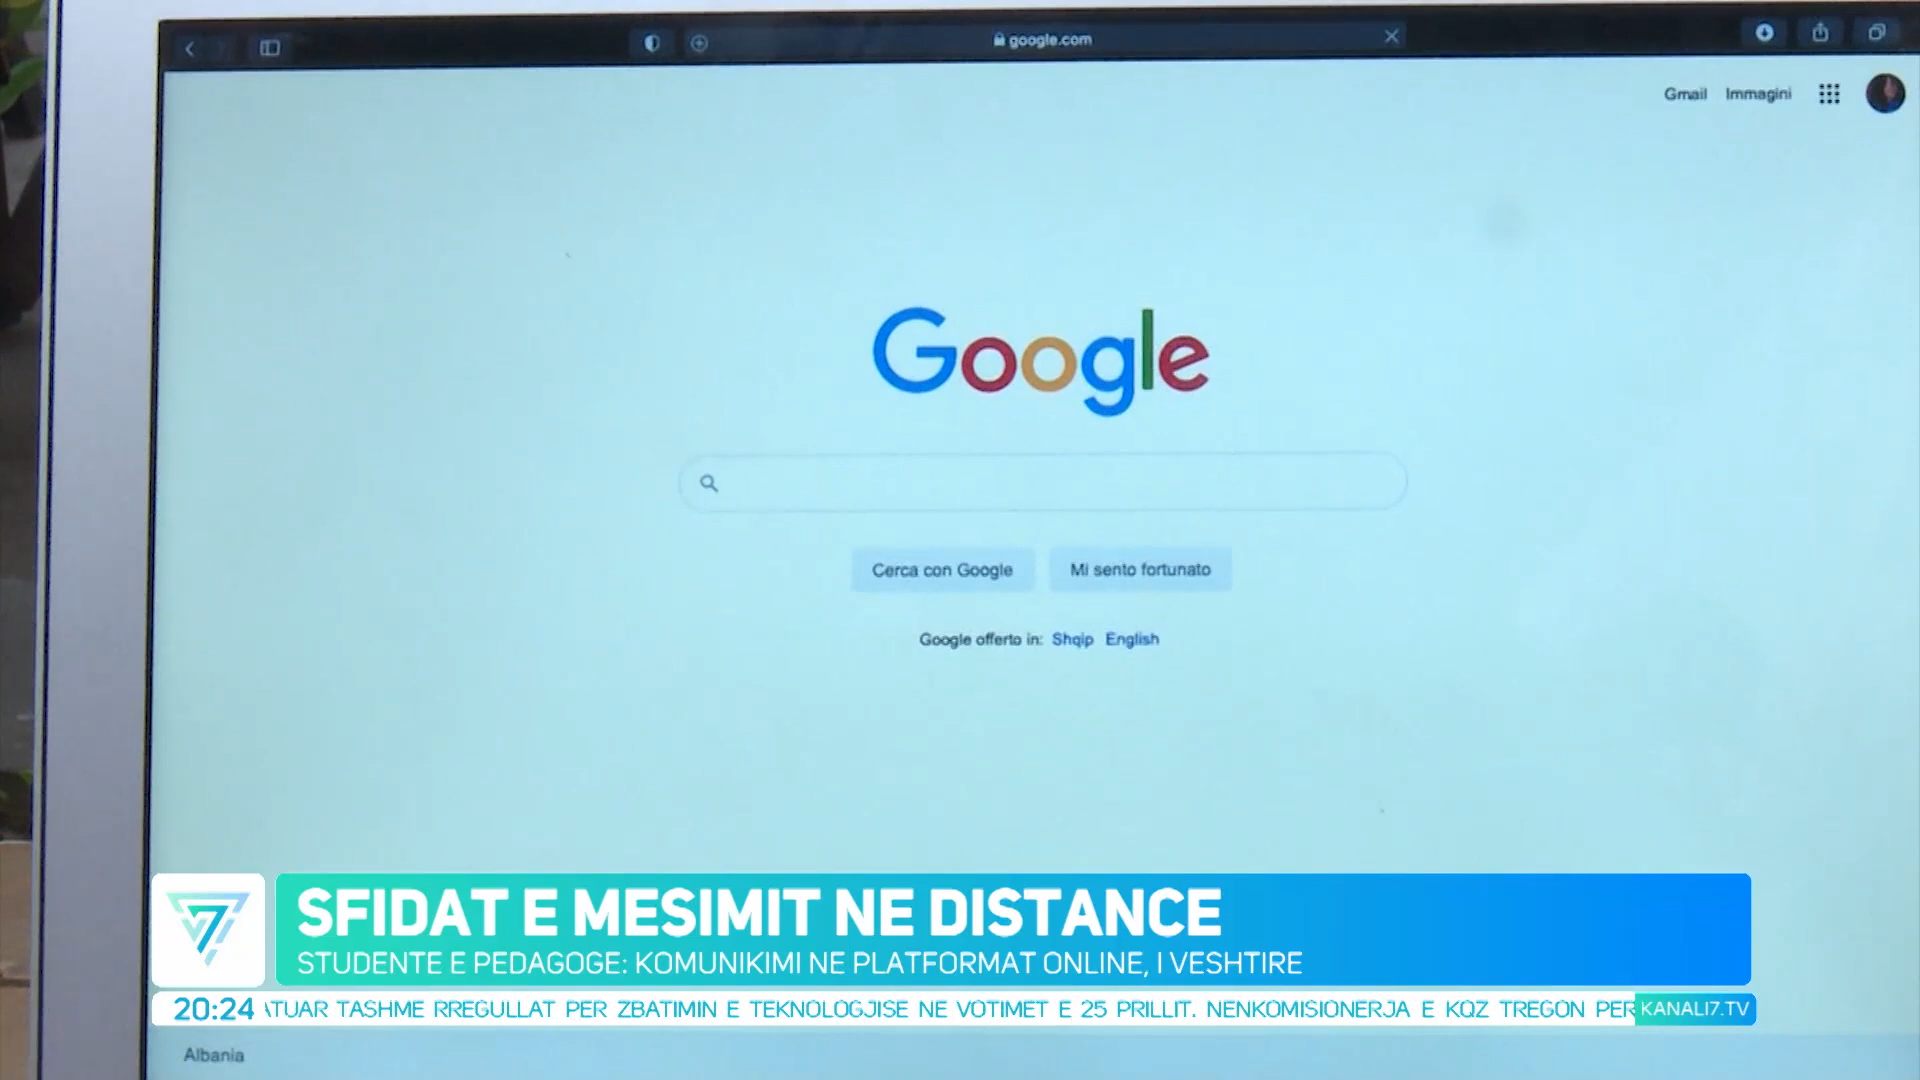 google.com
Gmail Immagini
Google
Cerca con Google Mi sento fortunato
Google offerto in: Shqip English
SFIDAT E MESIMIT NE DISTANCE
STUDENTE E PEDAGOGE: KOMUNIKIMI NE PLATFORMAT ONLINE, I VESHTIRE
20:24 ATUAR TASHME RREGULLAT PER ZBATIMIN E TEKNOLOGJISE NE VOTIMET E 25 PRILLIT. NENKOMISIONERJA E KQZ TREGON PER KANALI7.TV
Albania